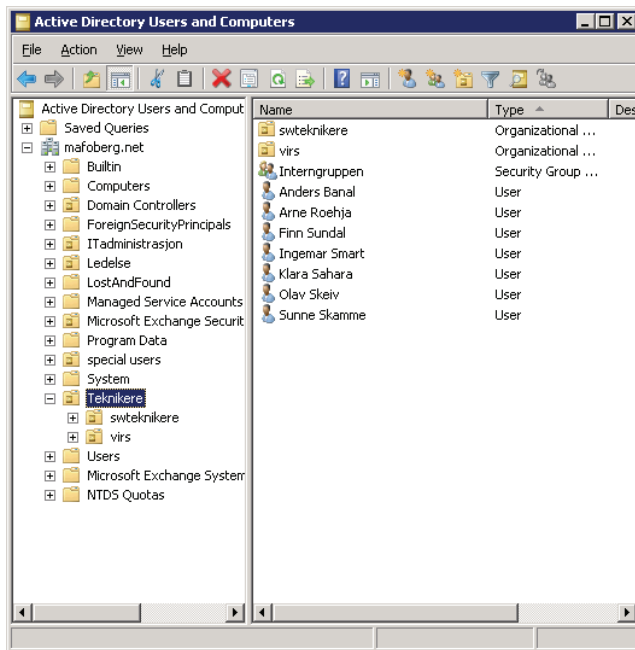 Active Directory Users and Computers
File Action View Help
Active Directory Users and Comput
Saved Queries
mafoberg.net
Builtin
Computers
Domain Controllers
ForeignSecurityPrincipals
ITadministrasjon
Ledelse
LostAndFound
Managed Service Accounts
Microsoft Exchange Securit
Program Data
special users
System
Teknikere
swteknikere
virs
Users
Microsoft Exchange System
NTDS Quotas
Name Type Des
swteknikere Organizational ...
virs Organizational ...
Interngruppen Security Group ...
Anders Banal User
Arne Roehja User
Finn Sundal User
Ingemar Smart User
Klara Sahara User
Olav Skeiv User
Sunne Skamme User